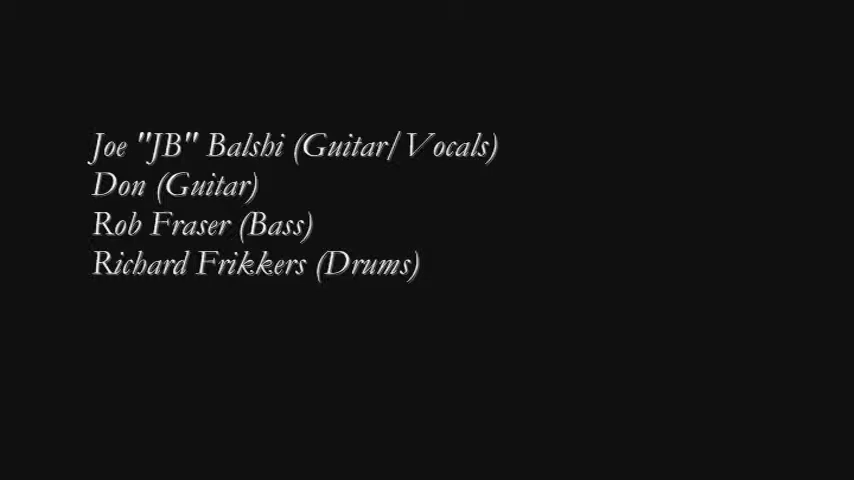 Joe "JB" Balshi (Guitar/Vocals)
Don (Guitar)
Rob Fraser (Bass)
Richard Frikkers (Drums)